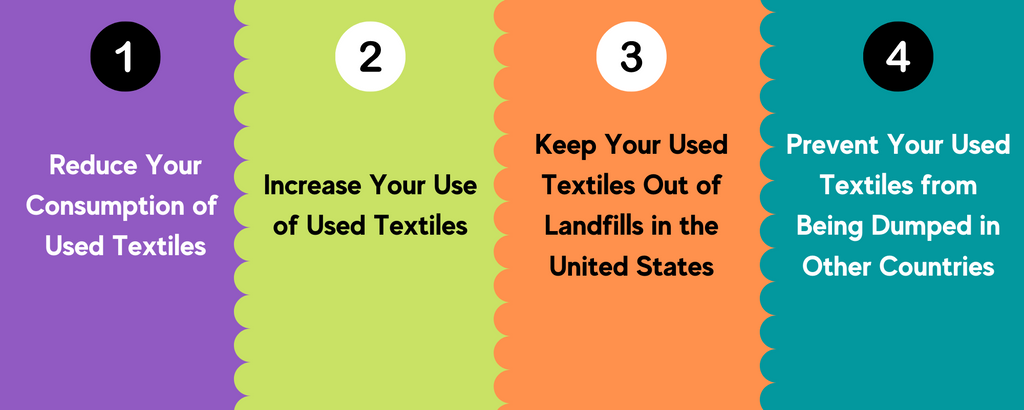 1
Reduce Your
Consumption of
Used Textiles
2
Increase Your Use
of Used Textiles
3
Keep Your Used
Textiles Out of
Landfills in the
United States
4
Prevent Your Used
Textiles from
Being Dumped in
Other Countries